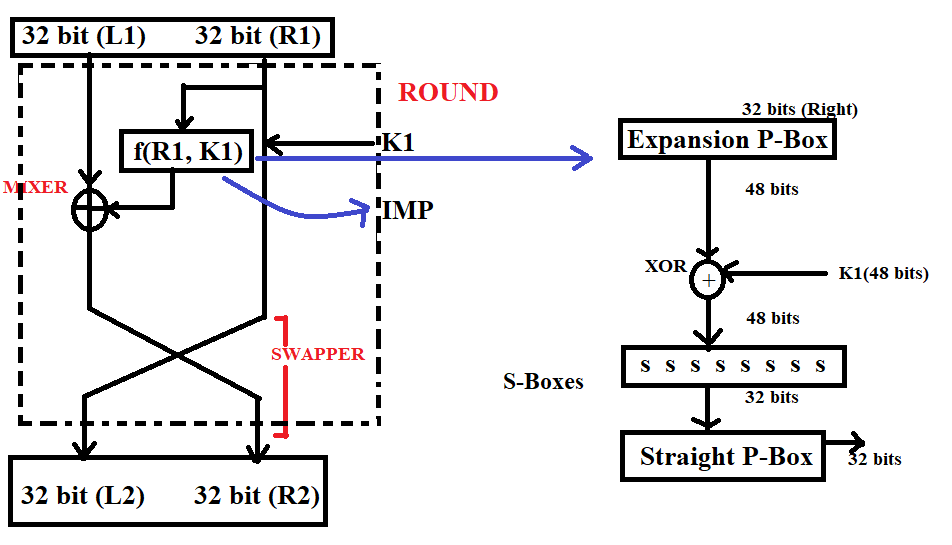 32 bit (L1) 32 bit (R1)
ROUND
f(R1, K1)
K1
MIXER
IMP
SWAPPER
32 bit (L2) 32 bit (R2)
32 bits (Right)
Expansion P-Box
48 bits
XOR
+
K1(48 bits)
48 bits
S-Boxes
s s s s s s s s
32 bits
Straight P-Box
32 bits